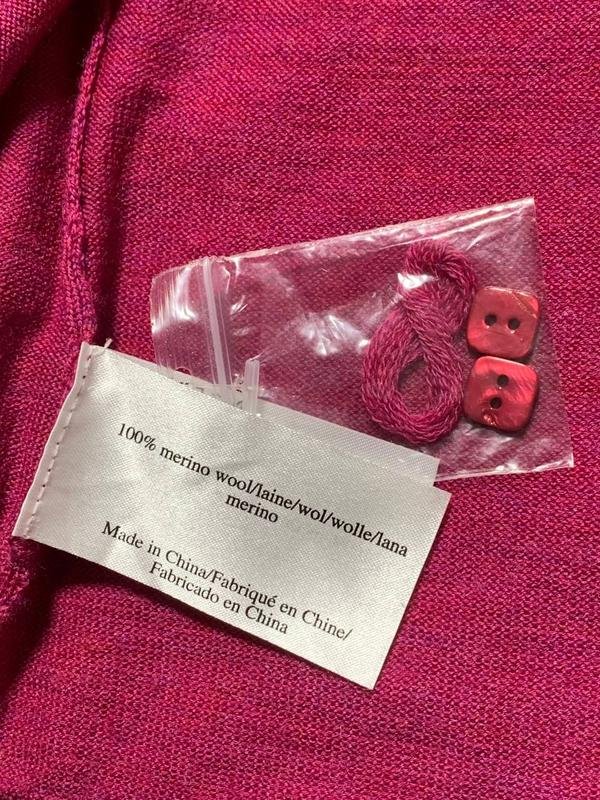 100% merino wool/laine/wol/wolle/lana
merino
Made in China/Fabriqué en Chine/
Fabricado en China